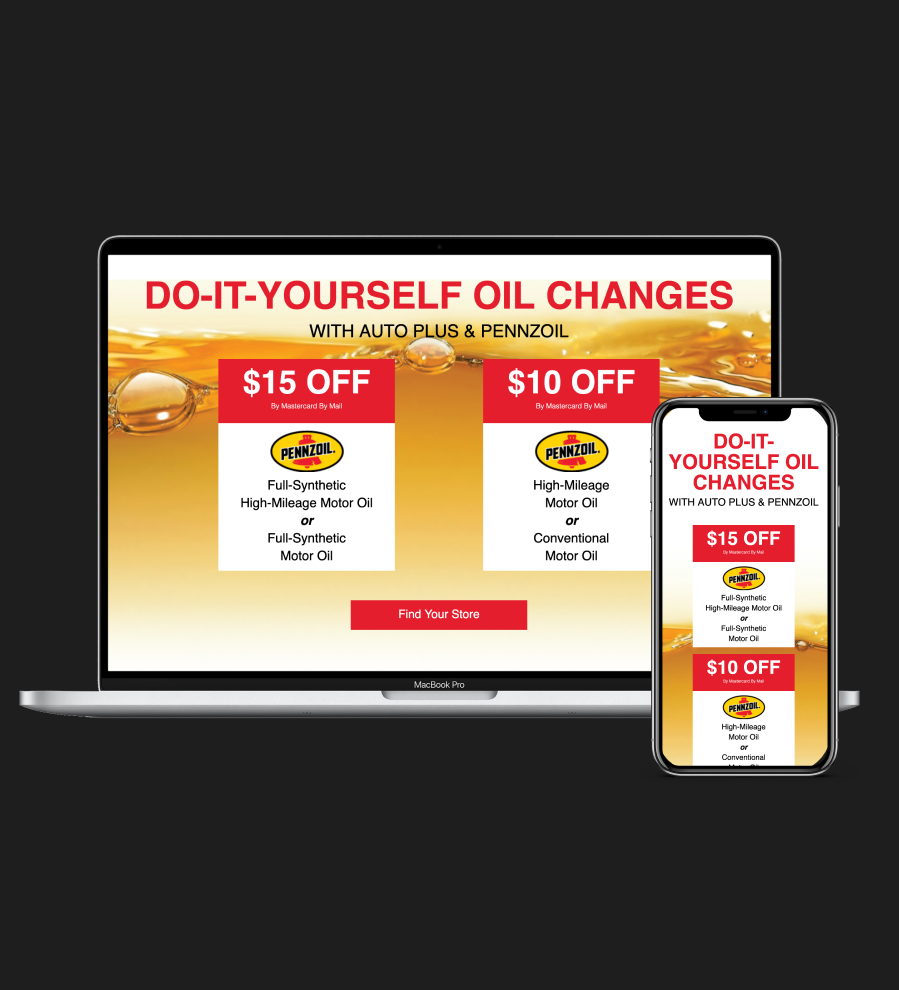 DO-IT-YOURSELF OIL CHANGES
WITH AUTO PLUS & PENNZOIL
$15 OFF
By Mastercard By Mail
PENNZOIL.
Full-Synthetic
High-Mileage Motor Oil
or
Full-Synthetic
Motor Oil
$10 OFF
By Mastercard By Mail
PENNZOIL.
High-Mileage
Motor Oil
or
Conventional
Motor Oil
Find Your Store
MacBook Pro
DO-IT-
YOURSELF OIL
CHANGES
WITH AUTO PLUS & PENNZOIL
$15 OFF
By Mastercard By Mail
PENNZOIL.
Full-Synthetic
High-Mileage Motor Oil
or
Full-Synthetic
Motor Oil
$10 OFF
By Mastercard By Mail
PENNZOIL.
High-Mileage
Motor Oil
or
Conventional
Motor Oil